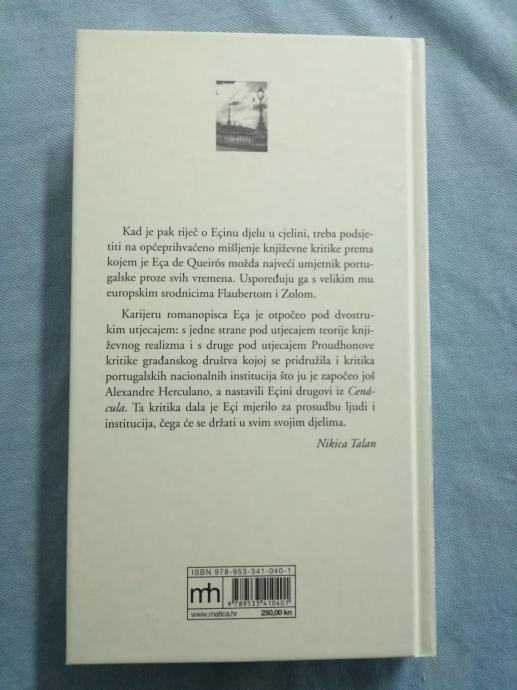 Kad je pak riječ o Eçinu djelu u cjelini, treba podsje-
titi na općeprihvaćeno mišljenje književne kritike prema
kojem je Eça de Queirós možda najveći umjetnik portu-
galske proze svih vremena. Uspoređuju ga s velikim mu
europskim srodnicima Flaubertom i Zolom.
Karijeru romanopisca Eça je otpočeo pod dvostru-
kim utjecajem: s jedne strane pod utjecajem teorije knji-
ževnog realizma i s druge pod utjecajem Proudhonove
kritike građanskog društva kojoj se pridružila i kritika
portugalskih nacionalnih institucija što ju je započeo još
Alexandre Herculano, a nastavili Eçini drugovi iz Cená-
cula. Ta kritika dala je Eçi mjerilo za prosudbu ljudi i
institucija, čega će se držati u svim svojim djelima.
Nikica Talan
ISBN 978-953-341-040-1
mh
9 789533 410401
www.matica.hr
250,00 kn